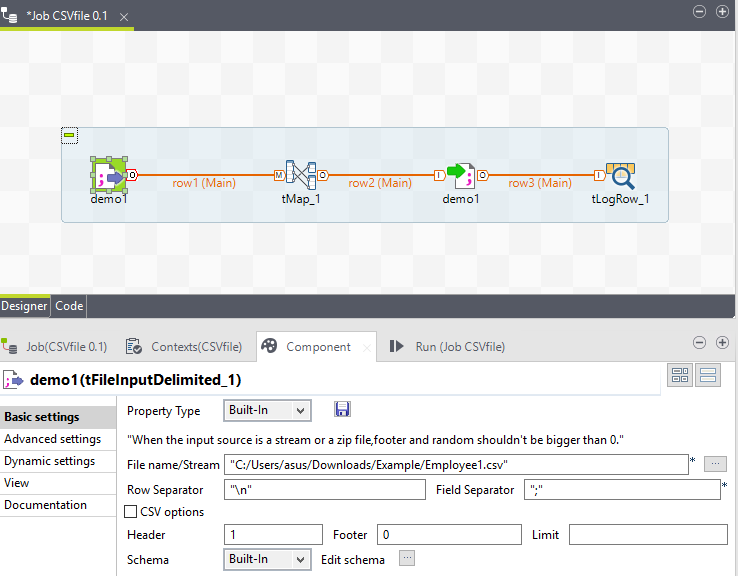 *Job CSVfile 0.1
row1 (Main)
row2 (Main)
row3 (Main)
demo1
tMap_1
demo1
tLogRow_1
Designer
Code
Job(CSVfile 0.1)
Contexts(CSVfile)
Component
Run (Job CSVfile)
demo1(tFileInputDelimited_1)
Basic settings
Advanced settings
Dynamic settings
View
Documentation
Property Type
Built-In
"When the input source is a stream or a zip file,footer and random shouldn't be bigger than 0."
File name/Stream
"C:/Users/asus/Downloads/Example/Employee1.csv"
*
...
Row Separator
"\n"
Field Separator
";"
*
CSV options
Header
1
Footer
0
Limit
Schema
Built-In
Edit schema
...